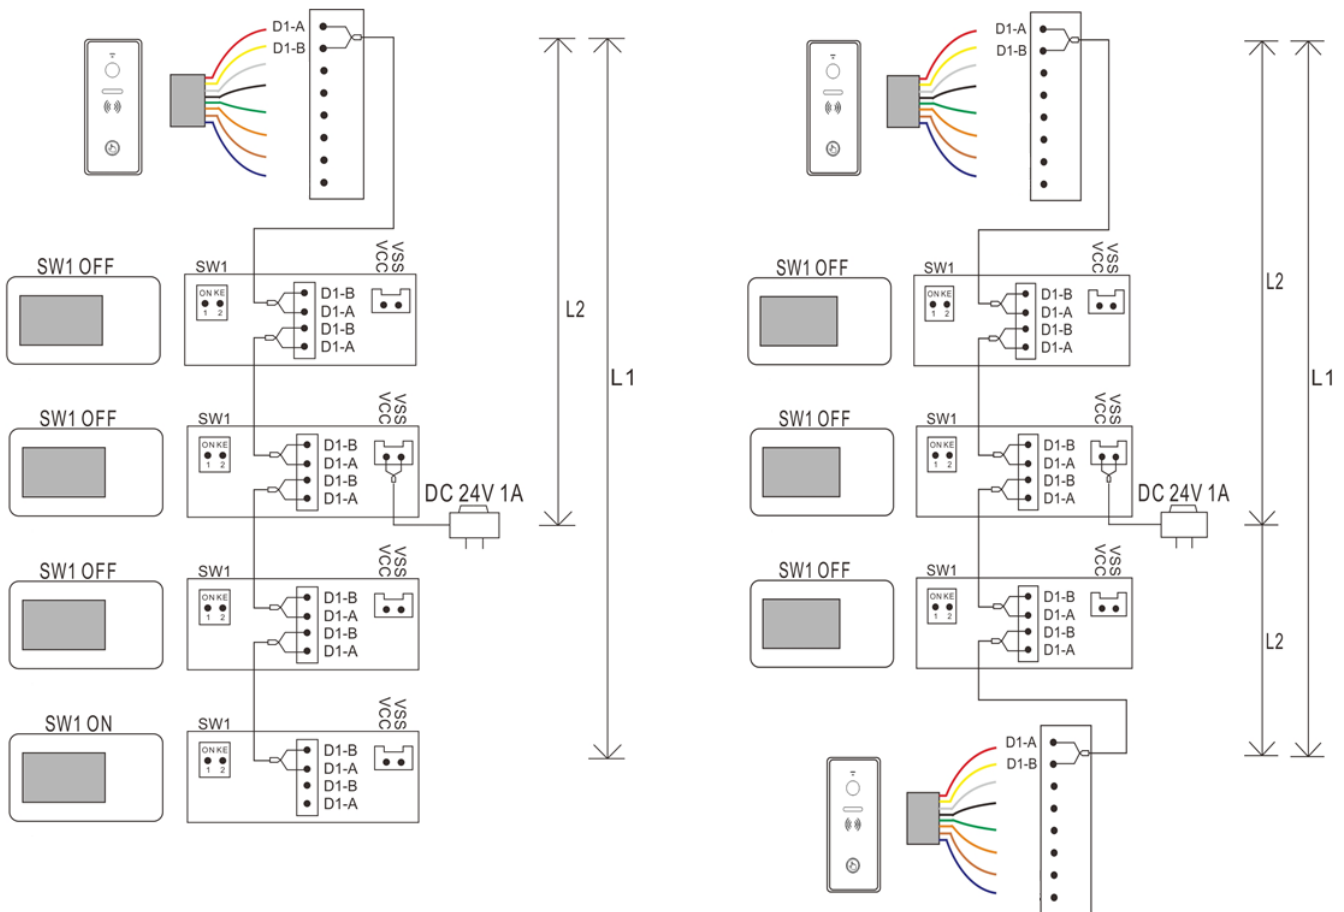 D1-A
D1-B
SW1 OFF
SW1
VCC
VSS
ON KE
1 2
D1-B
D1-A
D1-B
D1-A
SW1 OFF
SW1
VCC
VSS
ON KE
1 2
D1-B
D1-A
D1-B
D1-A
DC 24V 1A
SW1 OFF
SW1
VCC
VSS
ON KE
1 2
D1-B
D1-A
D1-B
D1-A
SW1 ON
SW1
VCC
VSS
ON KE
1 2
D1-B
D1-A
D1-B
D1-A
L2
L1
D1-A
D1-B
SW1 OFF
SW1
VCC
VSS
ON KE
1 2
D1-B
D1-A
D1-B
D1-A
SW1 OFF
SW1
VCC
VSS
ON KE
1 2
D1-B
D1-A
D1-B
D1-A
DC 24V 1A
SW1 OFF
SW1
VCC
VSS
ON KE
1 2
D1-B
D1-A
D1-B
D1-A
D1-A
D1-B
L2
L1
L2